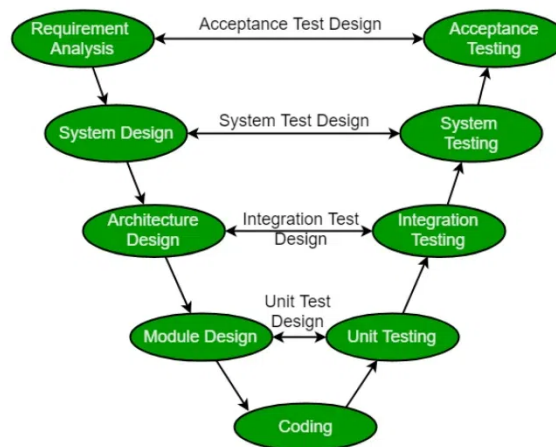 Requirement
Analysis
Acceptance Test Design
Acceptance
Testing
System Design
System Test Design
System
Testing
Architecture
Design
Integration Test
Design
Integration
Testing
Module Design
Unit Test
Design
Unit Testing
Coding